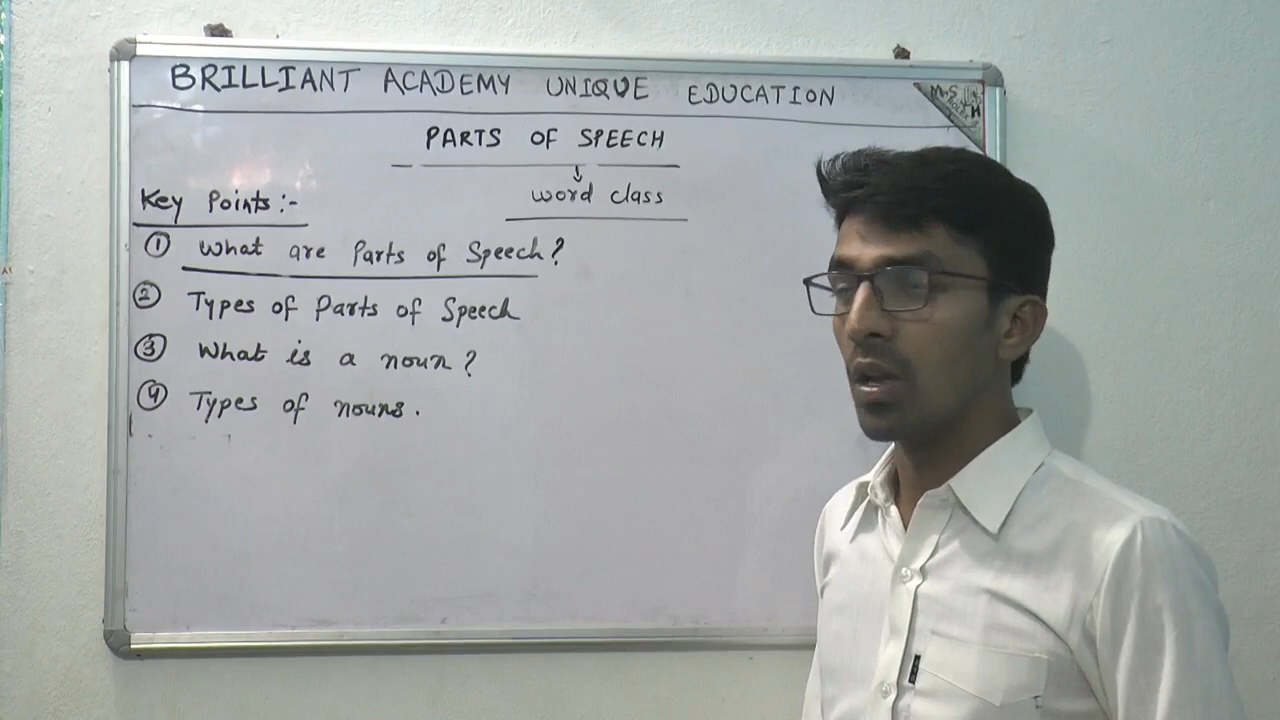 BRILLIANT ACADEMY UNIQUE EDUCATION
PARTS OF SPEECH
↓
word class
Key Points:-
① What are Parts of Speech?
② Types of Parts of Speech
③ What is a noun?
④ Types of nouns.
M.S